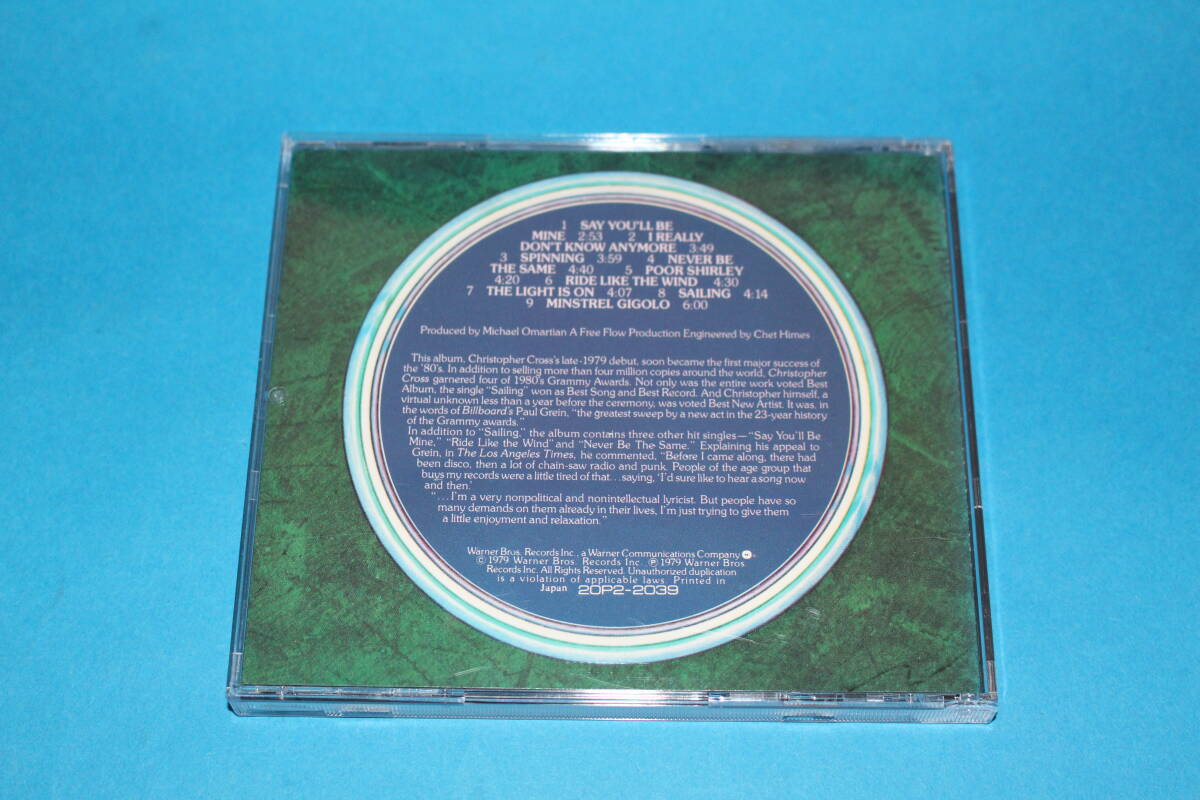 1 SAY YOU'LL BE
MINE 2:53 2 I REALLY
DON'T KNOW ANYMORE 3:49
3 SPINNING 3:59 4 NEVER BE
THE SAME 4:40 5 POOR SHIRLEY
4:20 6 RIDE LIKE THE WIND 4:30
7 THE LIGHT IS ON 4:07 8 SAILING 4:14
9 MINSTREL GIGOLO 6:00
Produced by Michael Omartian A Free Flow Production Engineered by Chet Himes
This album, Christopher Cross's late-1979 debut, soon became the first major success of
the '80's. In addition to selling more than four million copies around the world, Christopher
Cross garnered four of 1980's Grammy Awards. Not only was the entire work voted Best
Album, the single "Sailing" won as Best Song and Best Record. And Christopher himself, a
virtual unknown less than a year before the ceremony, was voted Best New Artist. It was, in
the words of Billboard's Paul Grein, "the greatest sweep by a new act in the 23-year history
of the Grammy awards."
In addition to "Sailing," the album contains three other hit singles—"Say You'll Be
Mine," "Ride Like the Wind" and "Never Be The Same." Explaining his appeal to
Grein, in The Los Angeles Times, he commented, "Before I came along, there had
been disco, then a lot of chain-saw radio and punk. People of the age group that
buys my records were a little tired of that...saying, 'I'd sure like to hear a song now
and then.'
"...I'm a very nonpolitical and nonintellectual lyricist. But people have so
many demands on them already in their lives, I'm just trying to give them
a little enjoyment and relaxation."
Warner Bros. Records Inc., a Warner Communications Company
© 1979 Warner Bros. Records Inc. ℗ 1979 Warner Bros.
Records Inc. All Rights Reserved. Unauthorized duplication
is a violation of applicable laws. Printed in
Japan 20P2-2039